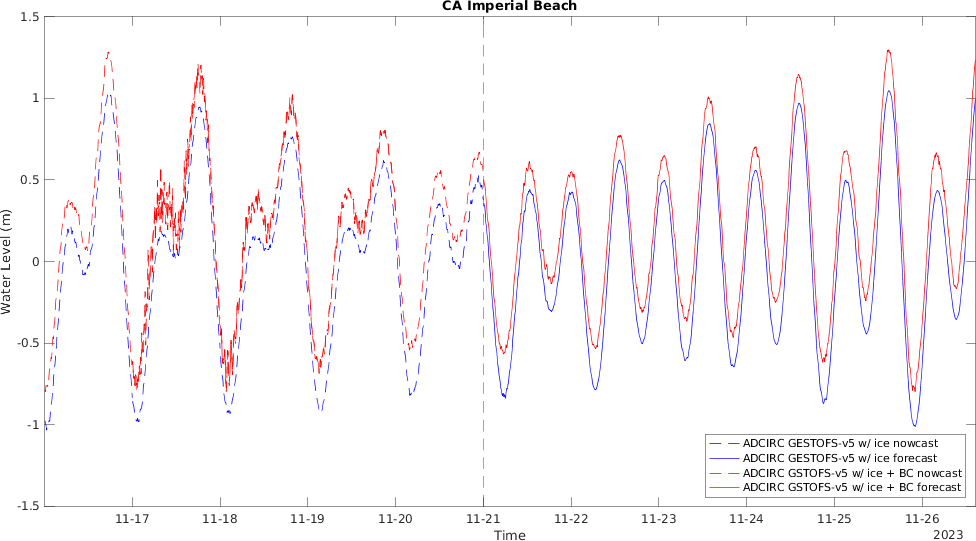 CA Imperial Beach
1.5
1
0.5
0
-0.5
-1
-1.5
Water Level (m)
11-17 11-18 11-19 11-20 11-21 11-22 11-23 11-24 11-25 11-26
Time
2023
ADCIRC GESTOFS-v5 w/ ice nowcast
ADCIRC GESTOFS-v5 w/ ice forecast
ADCIRC GSTOFS-v5 w/ ice + BC nowcast
ADCIRC GSTOFS-v5 w/ ice + BC forecast